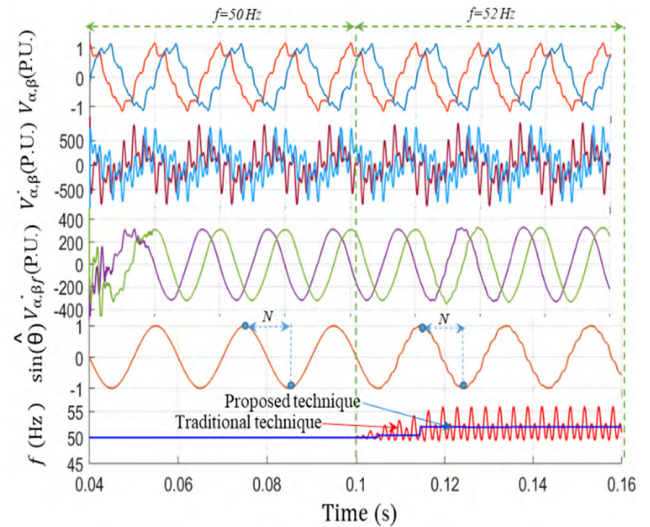 f=50 Hz
f=52 Hz
1
0
-1
V α,β(P.U.)
500
0
-500
V˙α,β(P.U.)
400
200
0
-200
-400
V˙α,βf(P.U.)
1
0
-1
sin(θ̂)
N
N
55
50
45
f (Hz)
Proposed technique
Traditional technique
0.04
0.06
0.08
0.1
0.12
0.14
0.16
Time (s)